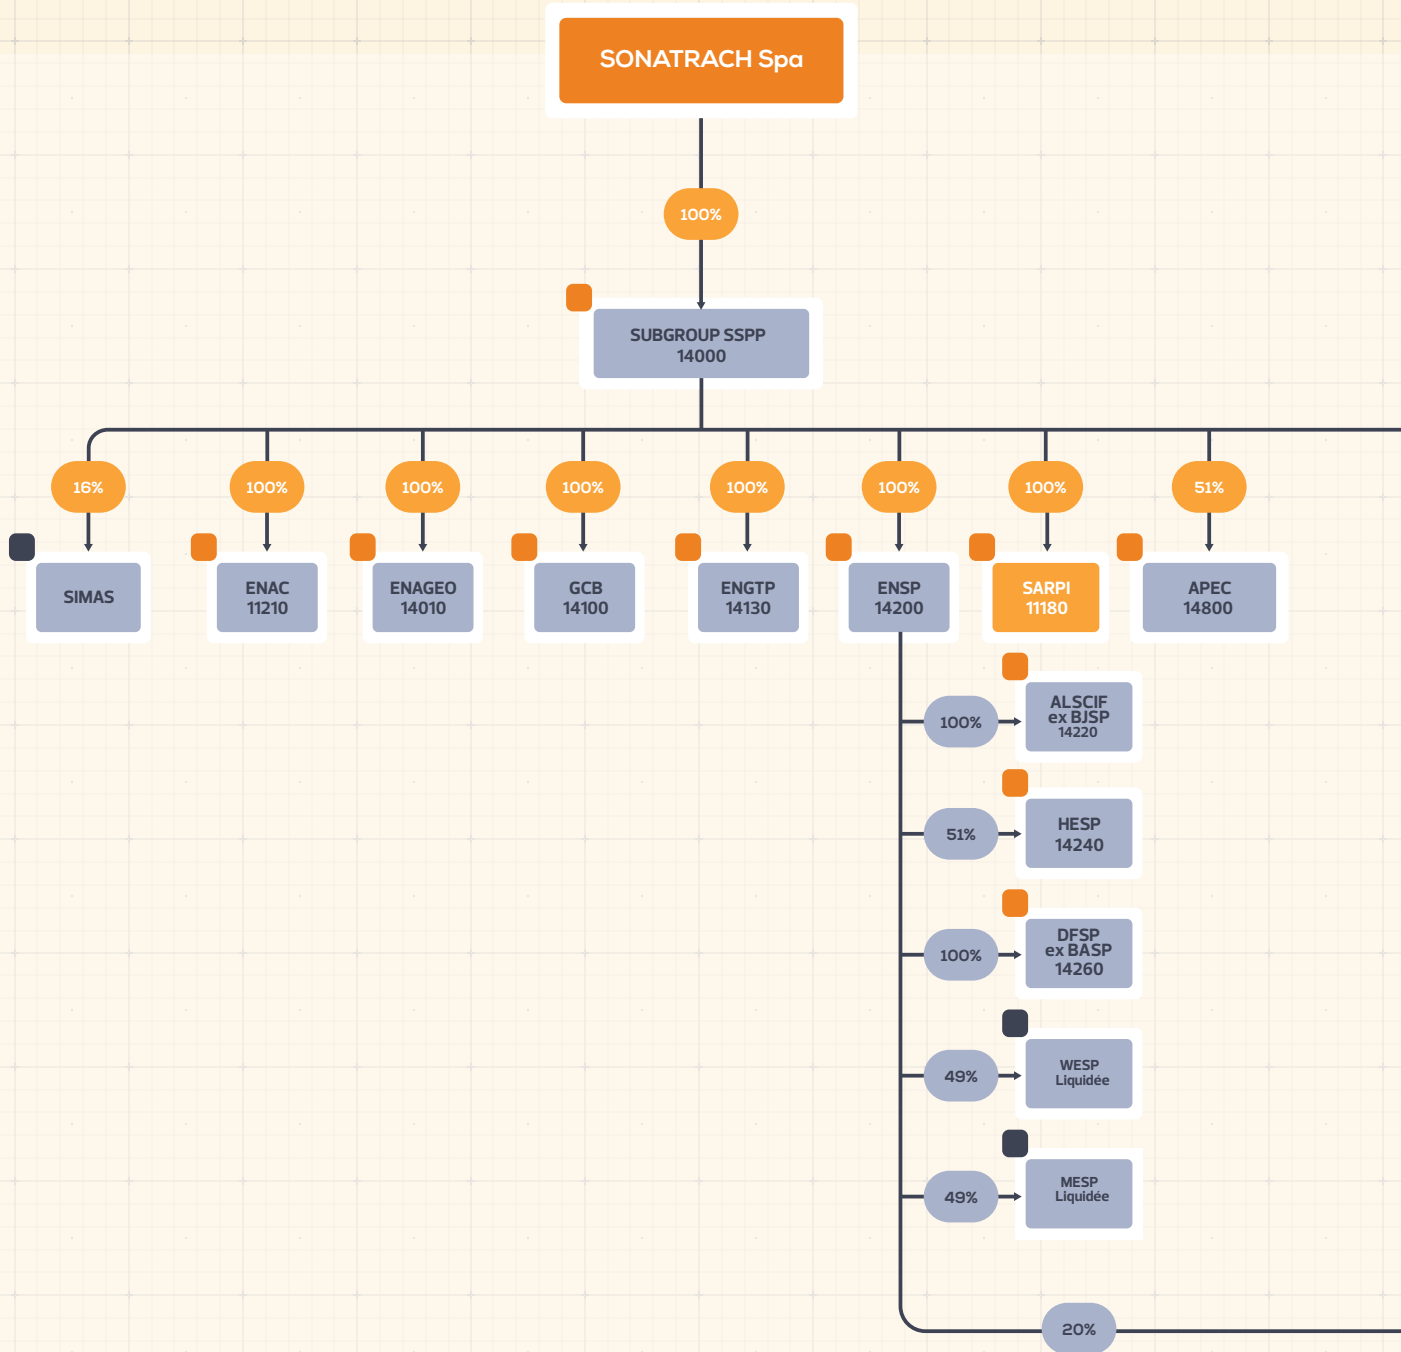 SONATRACH Spa
100%
SUBGROUP SSPP
14000
16%
100%
100%
100%
100%
100%
100%
51%
SIMAS
ENAC
11210
ENAGEO
14010
GCB
14100
ENGTP
14130
ENSP
14200
SARPI
11180
APEC
14800
100%
ALSCIF
ex BJSP
14220
51%
HESP
14240
100%
DFSP
ex BASP
14260
49%
WESP
Liquidée
49%
MESP
Liquidée
20%